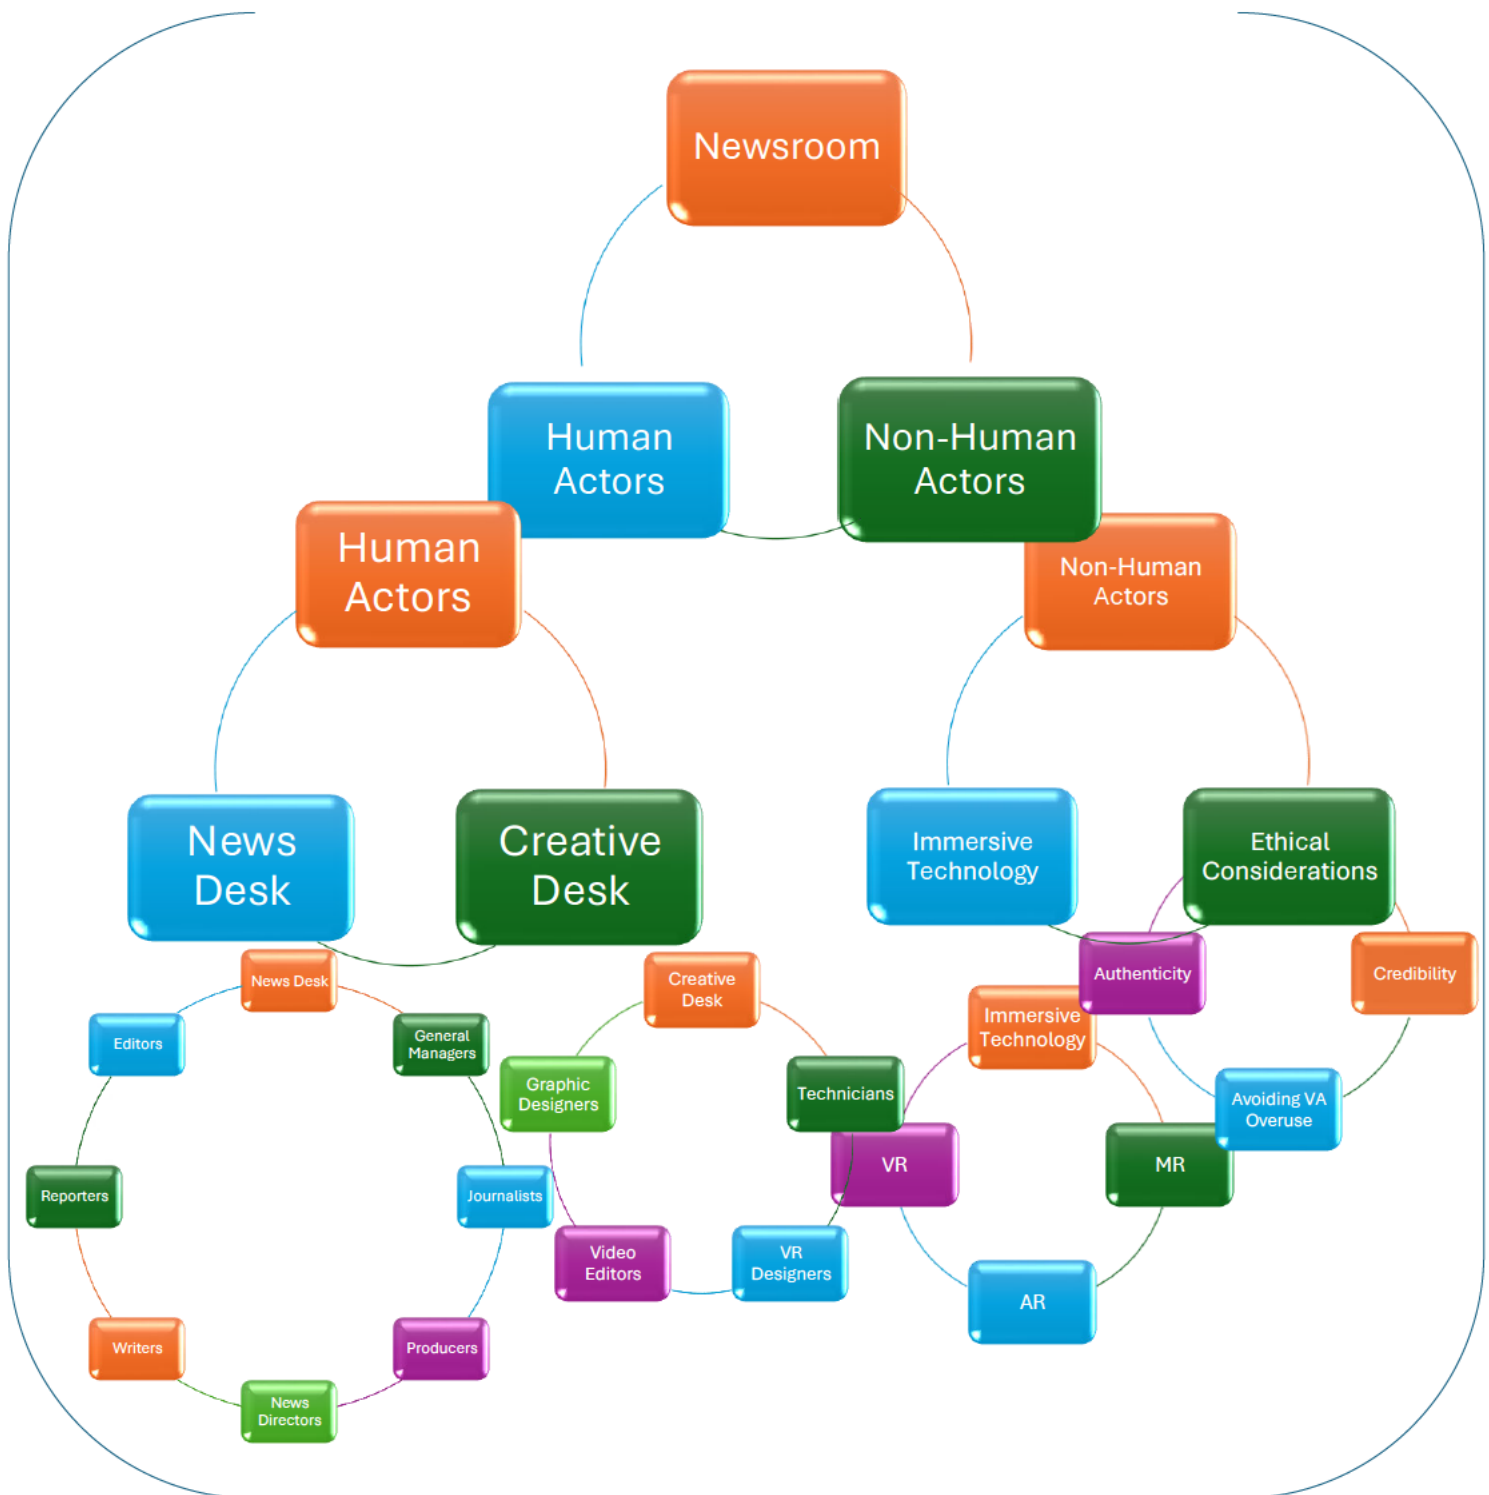 Newsroom
Human
Actors
Non-Human
Actors
Human
Actors
Non-Human
Actors
News
Desk
Creative
Desk
Immersive
Technology
Ethical
Considerations
News Desk
Editors
General
Managers
Reporters
Journalists
Writers
Producers
News
Directors
Creative
Desk
Graphic
Designers
Technicians
Video
Editors
VR
Designers
Immersive
Technology
VR
MR
AR
Authenticity
Credibility
Avoiding VA
Overuse